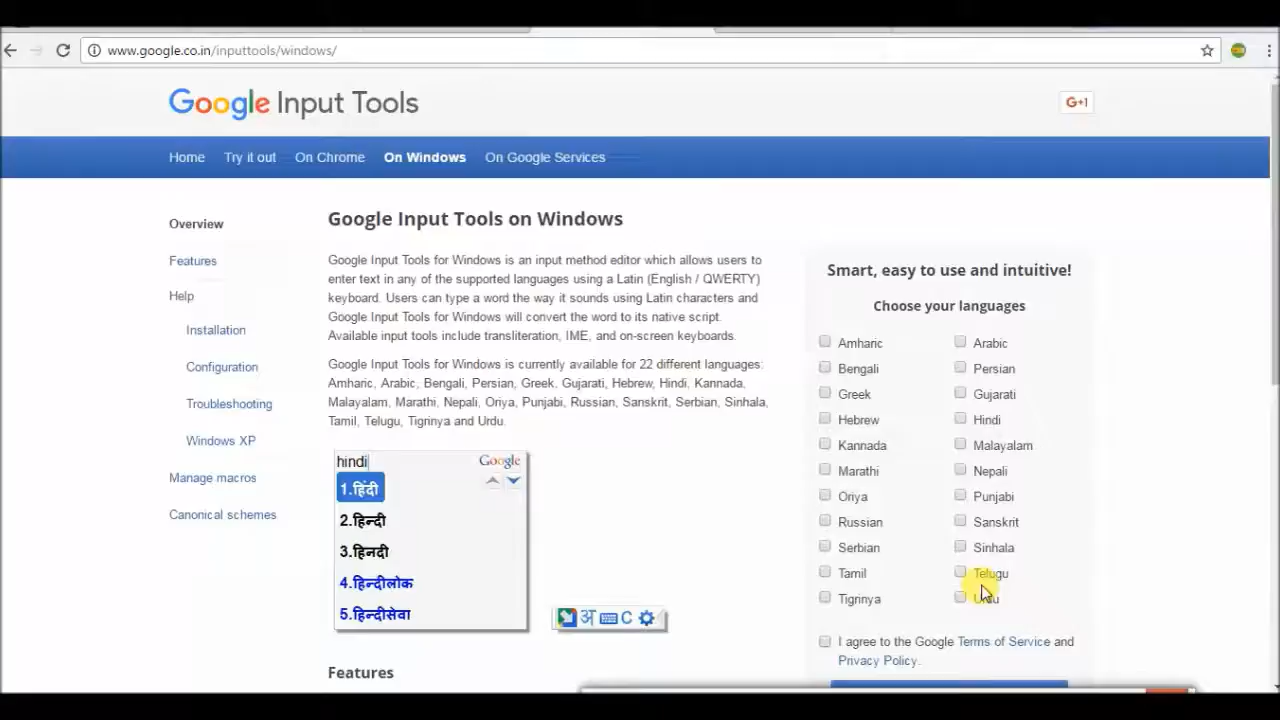 www.google.co.in/inputtools/windows/
Google Input Tools
G+1
Home Try it out On Chrome On Windows On Google Services
Overview
Features
Help
Installation
Configuration
Troubleshooting
Windows XP
Manage macros
Canonical schemes
Google Input Tools on Windows
Google Input Tools for Windows is an input method editor which allows users to
enter text in any of the supported languages using a Latin (English / QWERTY)
keyboard. Users can type a word the way it sounds using Latin characters and
Google Input Tools for Windows will convert the word to its native script.
Available input tools include transliteration, IME, and on-screen keyboards.
Google Input Tools for Windows is currently available for 22 different languages:
Amharic, Arabic, Bengali, Persian, Greek, Gujarati, Hebrew, Hindi, Kannada,
Malayalam, Marathi, Nepali, Oriya, Punjabi, Russian, Sanskrit, Serbian, Sinhala,
Tamil, Telugu, Tigrinya and Urdu.
hindi Google
1.हिंदी
2.हिन्दी
3.हिनदी
4.हिन्दीलोक
5.हिन्दीसेवा
अ C
Features
Smart, easy to use and intuitive!
Choose your languages
Amharic Arabic
Bengali Persian
Greek Gujarati
Hebrew Hindi
Kannada Malayalam
Marathi Nepali
Oriya Punjabi
Russian Sanskrit
Serbian Sinhala
Tamil Telugu
Tigrinya Urdu
I agree to the Google Terms of Service and
Privacy Policy.